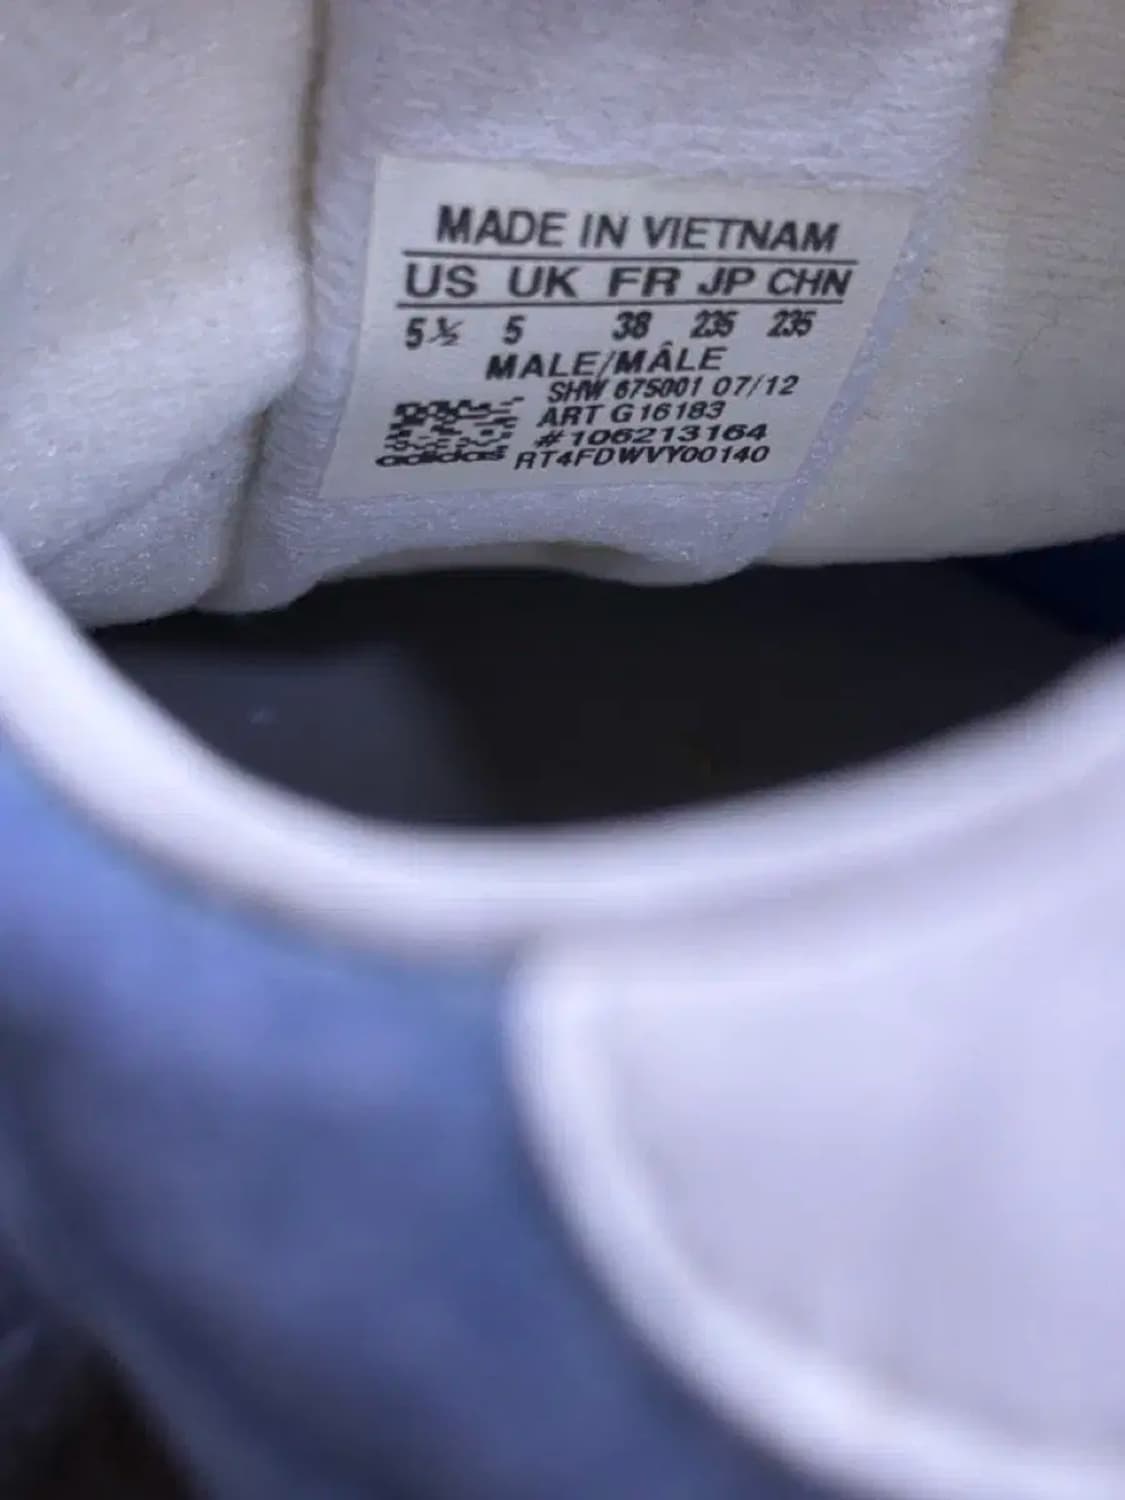 MADE IN VIETNAM
US UK FR JP CHN
5½ 5 38 235 235
MALE/MÂLE
SHW 675001 07/12
ART G16183
#106213164
adidas RT4FDWVY00140